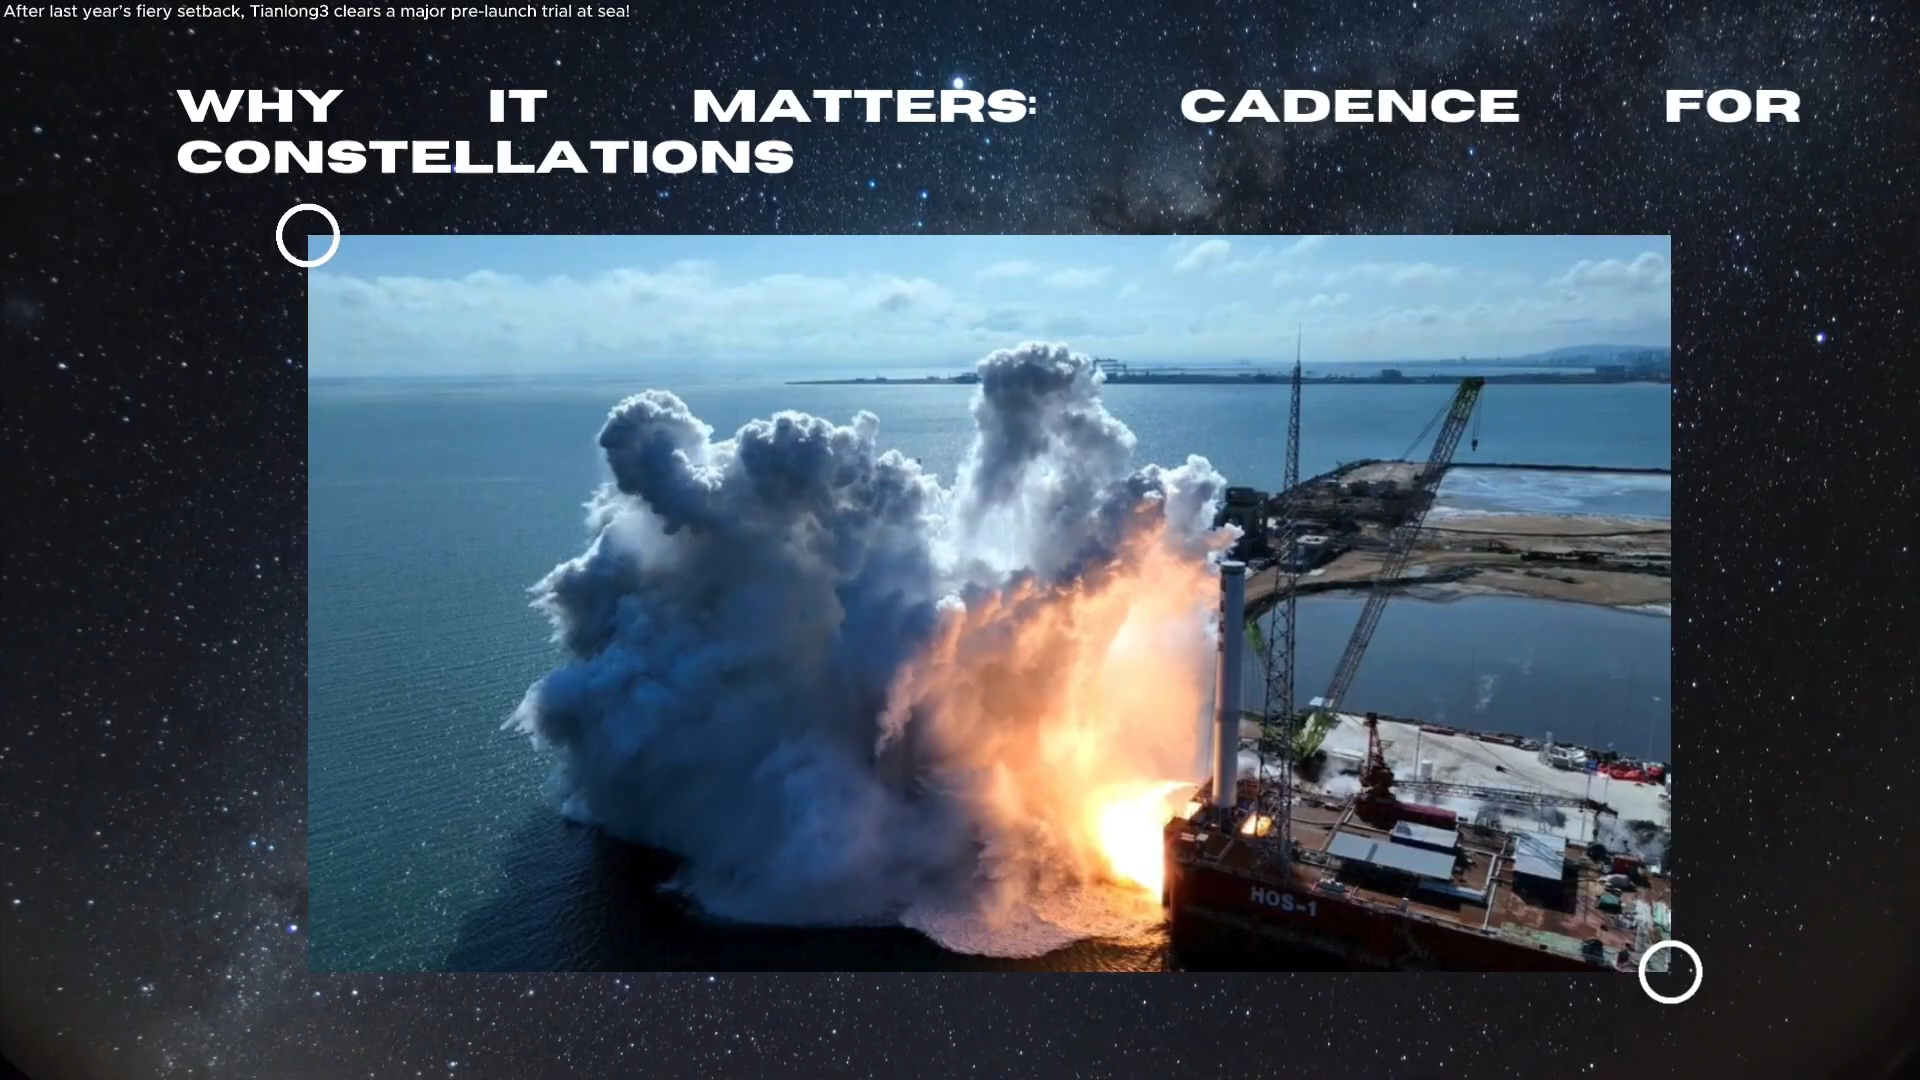 After last year's fiery setback, Tianlong3 clears a major pre-launch trial at sea!
WHY IT MATTERS: CADENCE FOR
CONSTELLATIONS
HOS-1